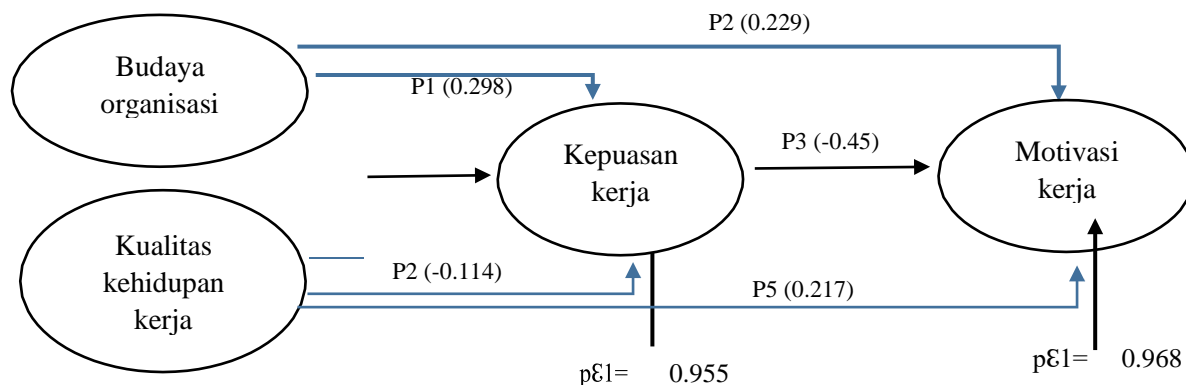 P2 (0.229)
Budaya
organisasi
P1 (0.298)
Kepuasan
kerja
P3 (-0.45)
Motivasi
kerja
Kualitas
kehidupan
kerja
P2 (-0.114)
P5 (0.217)
pƐ1= 0.955
pƐ1= 0.968